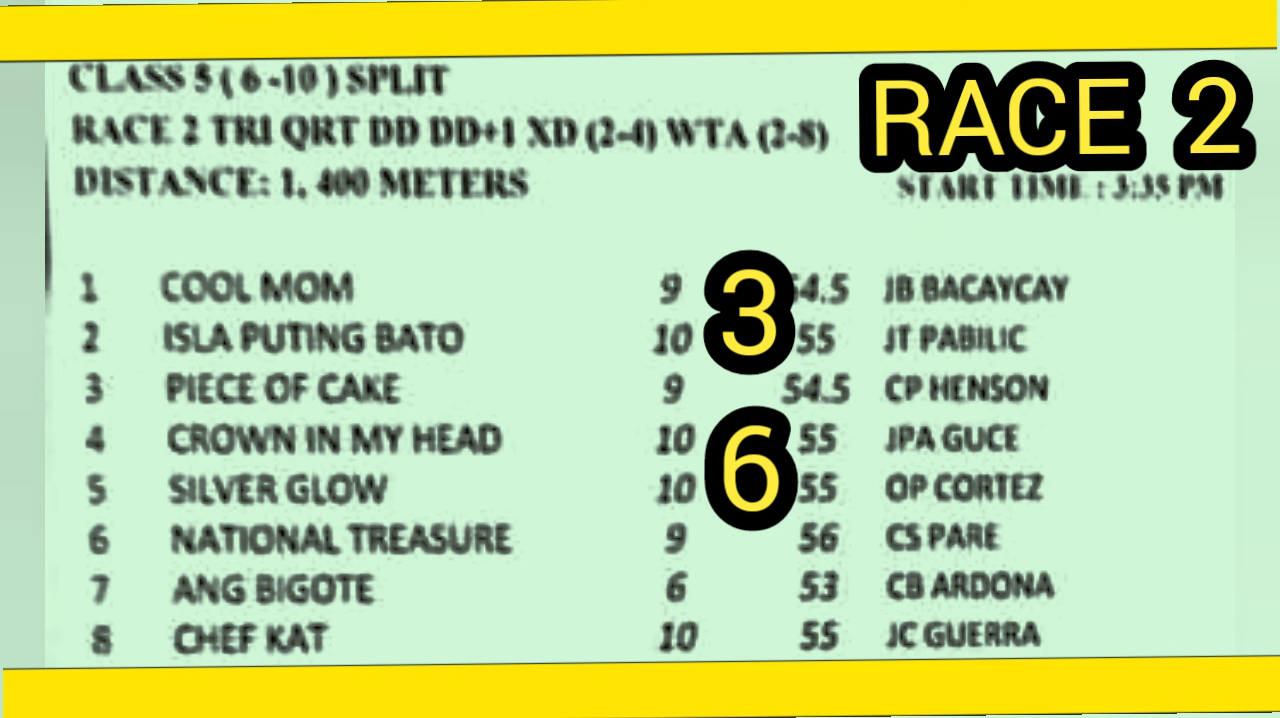 CLASS 5 ( 6 -10 ) SPLIT
RACE 2 TRI QRT DD DD+1 XD (2-4) WTA (2-8)
RACE 2
DISTANCE: 1, 400 METERS
START TIME : 3:35 PM
1 COOL MOM 9 54.5 JB BACAYCAY
3
2 ISLA PUTING BATO 10 55 JT PABILIC
3 PIECE OF CAKE 9 54.5 CP HENSON
4 CROWN IN MY HEAD 10 55 JPA GUCE
6
5 SILVER GLOW 10 55 OP CORTEZ
6 NATIONAL TREASURE 9 56 CS PARE
7 ANG BIGOTE 6 53 CB ARDONA
8 CHEF KAT 10 55 JC GUERRA